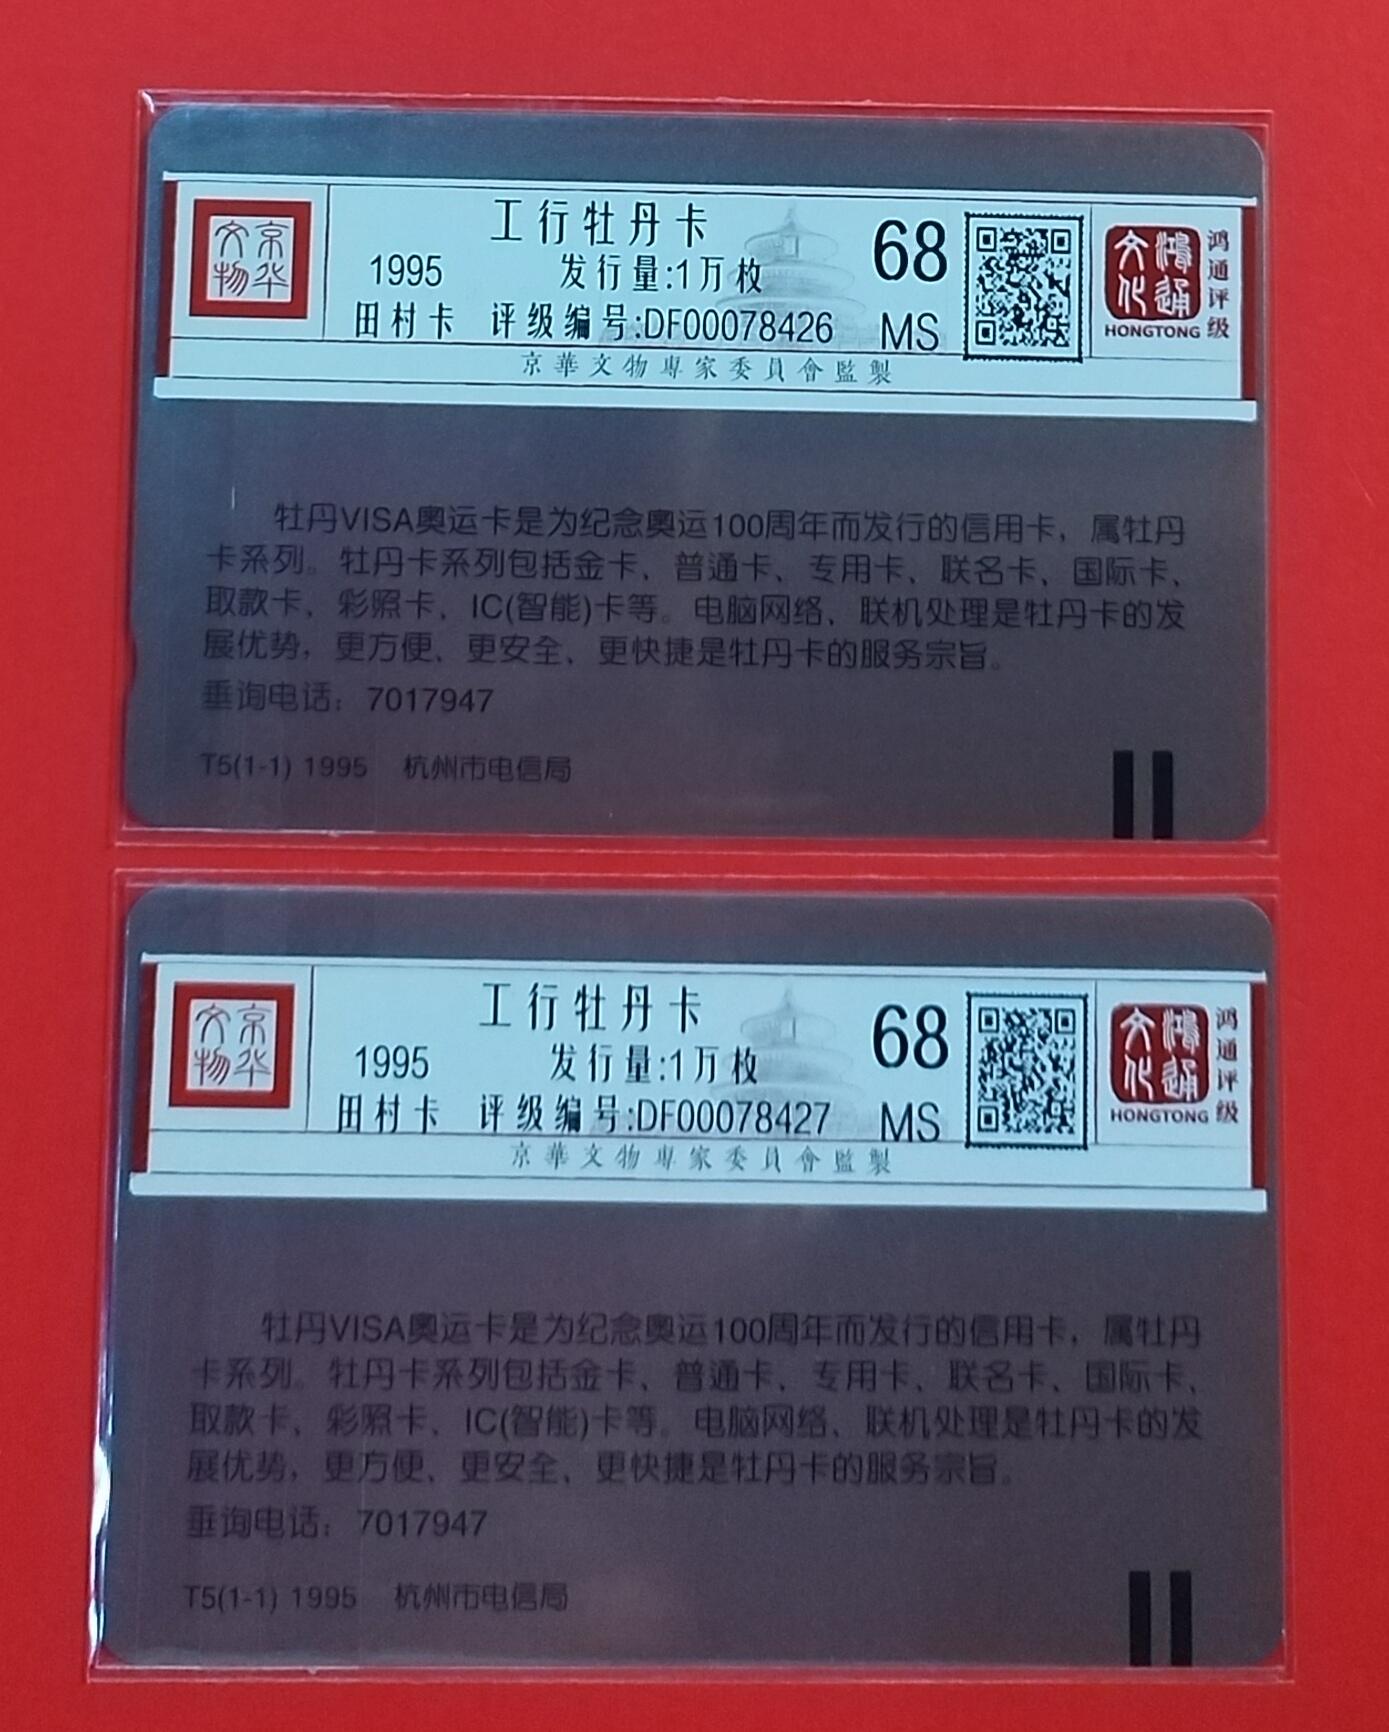 京华
文物
工行牡丹卡
1995 发行量:1万枚
田村卡 评级编号:DF00078426
68
MS
鸿通
文化
HONGTONG
鸿通评级
京華文物專家委員會監製
牡丹VISA奥运卡是为纪念奥运100周年而发行的信用卡，属牡丹
卡系列。牡丹卡系列包括金卡、普通卡、专用卡、联名卡、国际卡、
取款卡、彩照卡、IC(智能)卡等。电脑网络、联机处理是牡丹卡的发
展优势，更方便、更安全、更快捷是牡丹卡的服务宗旨。
垂询电话：7017947
T5(1-1) 1995 杭州市电信局
京华
文物
工行牡丹卡
1995 发行量:1万枚
田村卡 评级编号:DF00078427
68
MS
鸿通
文化
HONGTONG
鸿通评级
京華文物專家委員會監製
牡丹VISA奥运卡是为纪念奥运100周年而发行的信用卡，属牡丹
卡系列。牡丹卡系列包括金卡、普通卡、专用卡、联名卡、国际卡、
取款卡、彩照卡、IC(智能)卡等。电脑网络、联机处理是牡丹卡的发
展优势，更方便、更安全、更快捷是牡丹卡的服务宗旨。
垂询电话：7017947
T5(1-1) 1995 杭州市电信局